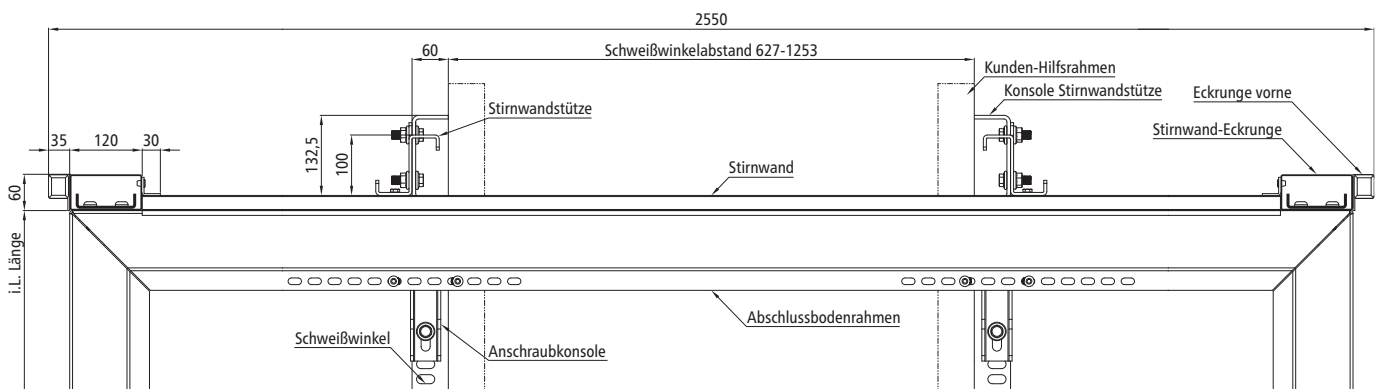 2550
60
Schweißwinkelabstand 627-1253
Kunden-Hilfsrahmen
Konsole Stirnwandstütze
Eckrunge vorne
Stirnwandstütze
Stirnwand-Eckrunge
35
120
30
132,5
100
60
Stirnwand
i.L. Länge
Abschlussbodenrahmen
Schweißwinkel
Anschraubkonsole